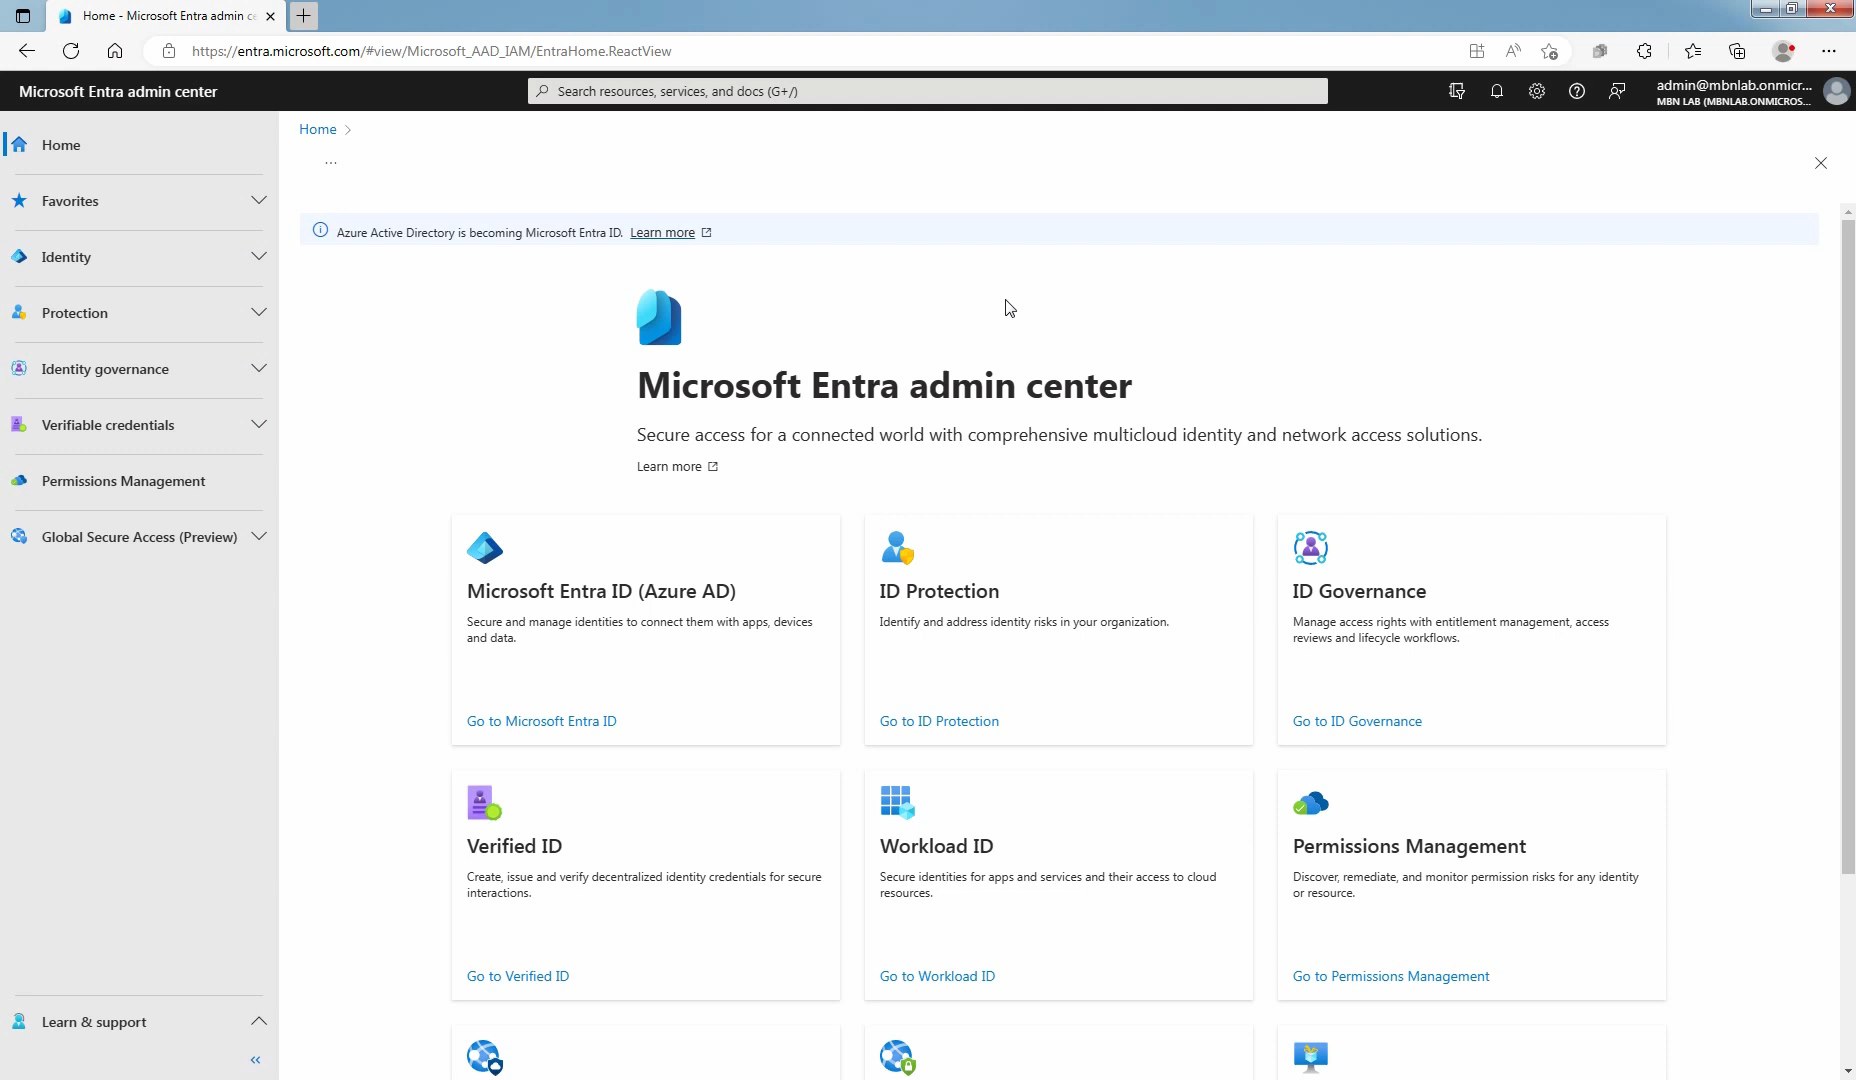 Home - Microsoft Entra admin ce
https://entra.microsoft.com/#view/Microsoft_AAD_IAM/EntraHome.ReactView
Microsoft Entra admin center
Search resources, services, and docs (G+/)
admin@mbnlab.onmicr...
MBN LAB (MBNLAB.ONMICROS...
Home
Favorites
Identity
Protection
Identity governance
Verifiable credentials
Permissions Management
Global Secure Access (Preview)
Learn & support
Home
...
Azure Active Directory is becoming Microsoft Entra ID. Learn more
Microsoft Entra admin center
Secure access for a connected world with comprehensive multicloud identity and network access solutions.
Learn more
Microsoft Entra ID (Azure AD)
Secure and manage identities to connect them with apps, devices
and data.
Go to Microsoft Entra ID
ID Protection
Identify and address identity risks in your organization.
Go to ID Protection
ID Governance
Manage access rights with entitlement management, access
reviews and lifecycle workflows.
Go to ID Governance
Verified ID
Create, issue and verify decentralized identity credentials for secure
interactions.
Go to Verified ID
Workload ID
Secure identities for apps and services and their access to cloud
resources.
Go to Workload ID
Permissions Management
Discover, remediate, and monitor permission risks for any identity
or resource.
Go to Permissions Management